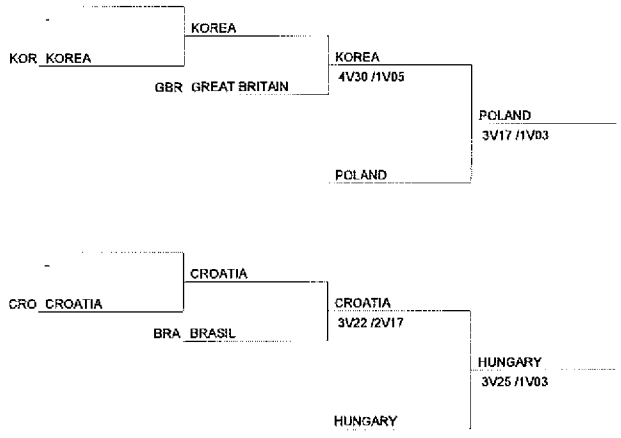 -
KOREA
KOR KOREA
KOREA
4V30 /1V05
GBR GREAT BRITAIN
POLAND
3V17 /1V03
POLAND
-
CROATIA
CRO CROATIA
CROATIA
3V22 /2V17
BRA BRASIL
HUNGARY
3V25 /1V03
HUNGARY